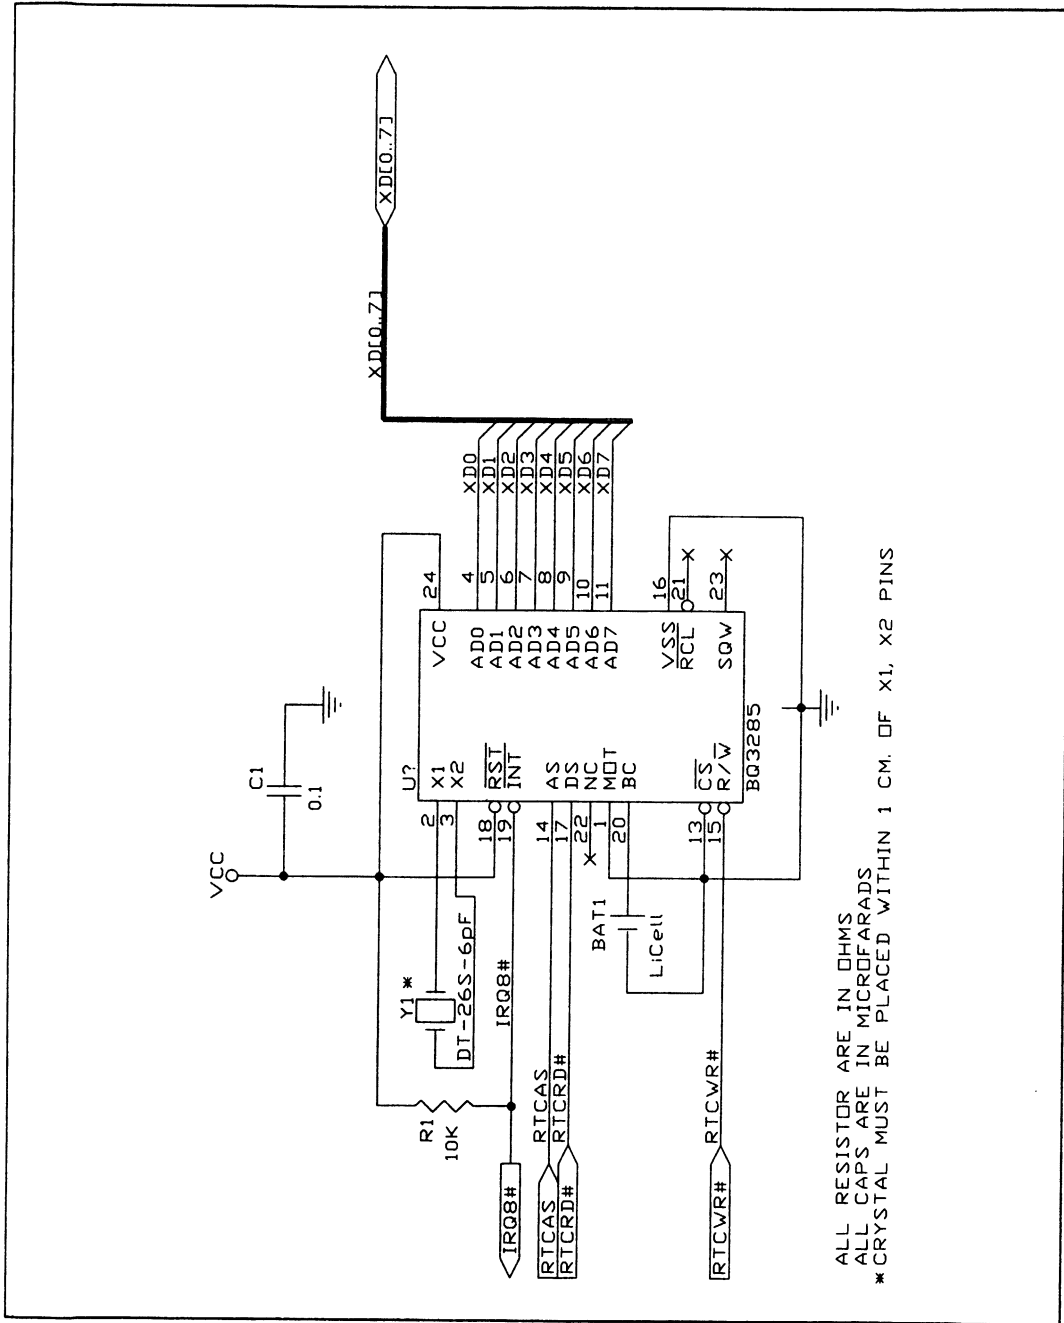 VCC
C1
0.1
XD[0..7]
XD[0..7]
R1
10K
Y1 *
DT-26S-6pF
IRQ8#
IRQ8#
RTCAS
RTCAS
RTCRD#
RTCRD#
BAT1
LiCell
RTCWR#
RTCWR#
U?
2 X1
3 X2
18 RST
19 INT
14 AS
17 DS
22 NC
1 MOT
20 BC
13 CS
15 R/W
VCC 24
AD0 4 XD0
AD1 5 XD1
AD2 6 XD2
AD3 7 XD3
AD4 8 XD4
AD5 9 XD5
AD6 10 XD6
AD7 11 XD7
VSS 16
RCL 21
SQW 23
BQ3285
ALL RESISTOR ARE IN OHMS
ALL CAPS ARE IN MICROFARADS
*CRYSTAL MUST BE PLACED WITHIN 1 CM. OF X1, X2 PINS